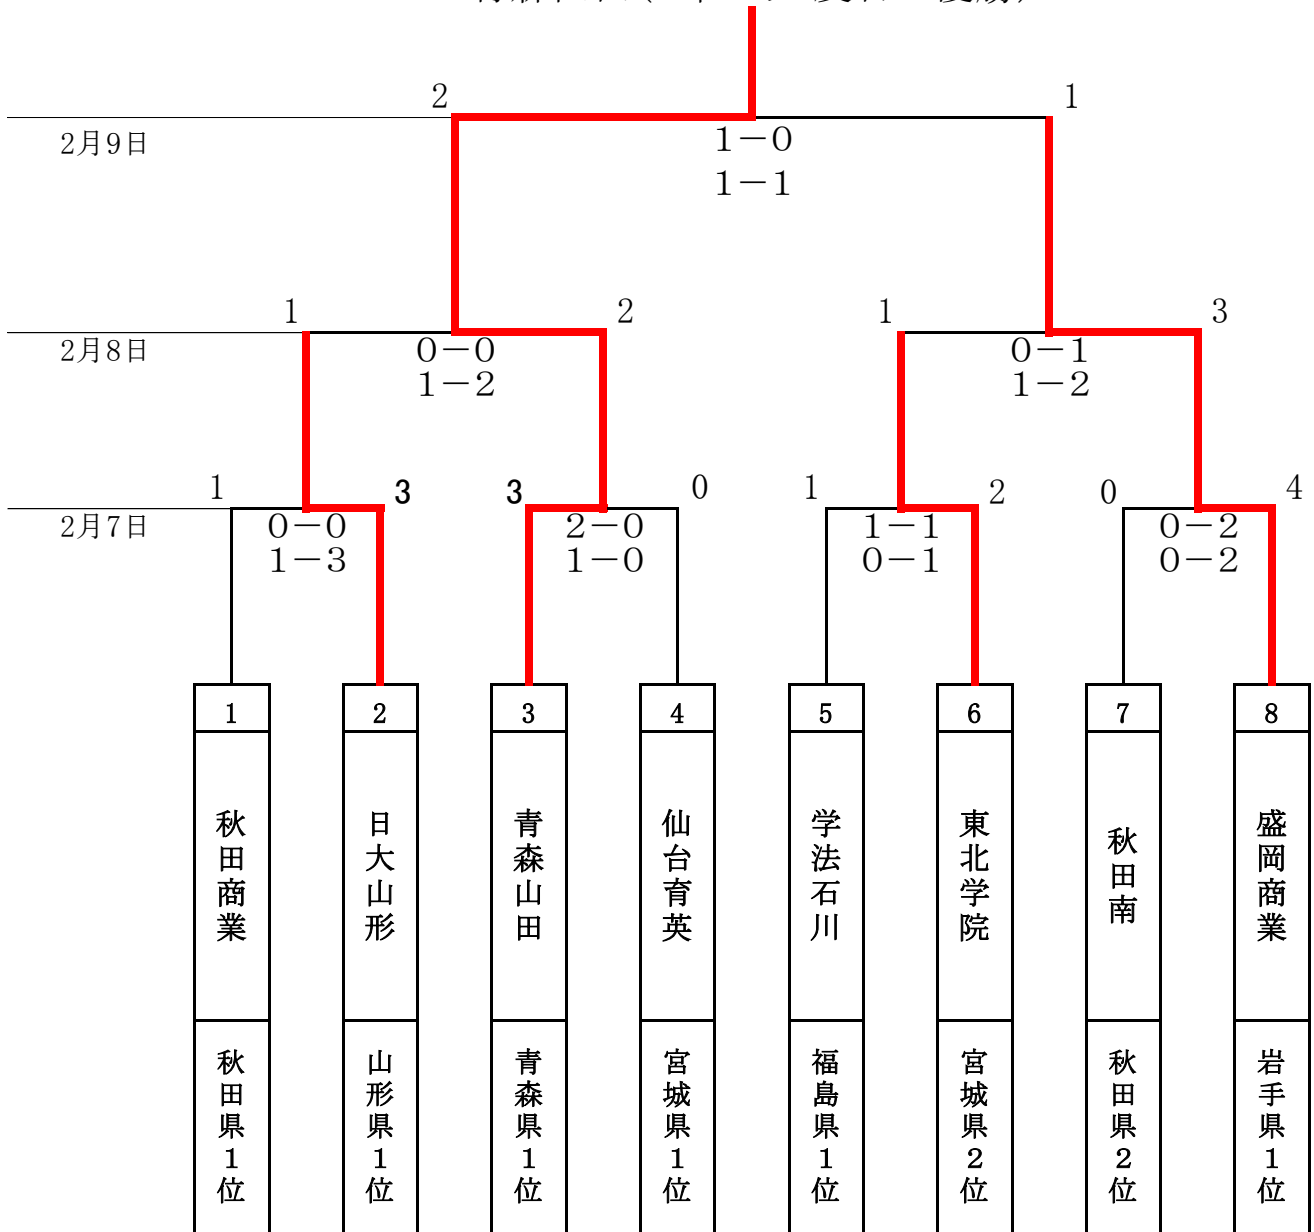 2 1
2月9日
1-0
1-1
1 2 1 3
2月8日
0-0 0-1
1-2 1-2
1 3 3 0 1 2 0 4
2月7日
0-0 2-0 1-1 0-2
1-3 1-0 0-1 0-2
1 2 3 4 5 6 7 8
秋田商業
日大山形
青森山田
仙台育英
学法石川
東北学院
秋田南
盛岡商業
秋田県1位
山形県1位
青森県1位
宮城県1位
福島県1位
宮城県2位
秋田県2位
岩手県1位